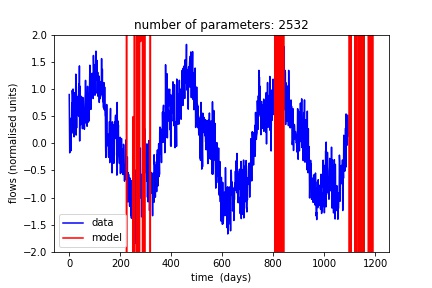 number of parameters: 2532
flows (normalised units)
2.0
1.5
1.0
0.5
0.0
−0.5
−1.0
−1.5
−2.0
data
model
0 200 400 600 800 1000 1200
time (days)